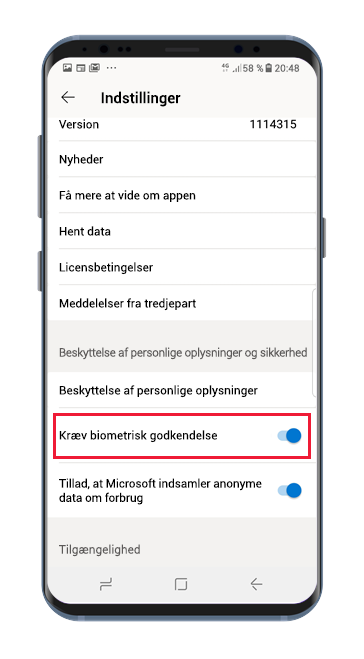 4G 58 % 20:48
Indstillinger
Version 1114315
Nyheder
Få mere at vide om appen
Hent data
Licensbetingelser
Meddelelser fra tredjepart
Beskyttelse af personlige oplysninger og sikkerhed
Beskyttelse af personlige oplysninger
Kræv biometrisk godkendelse
Tillad, at Microsoft indsamler anonyme
data om forbrug
Tilgængelighed